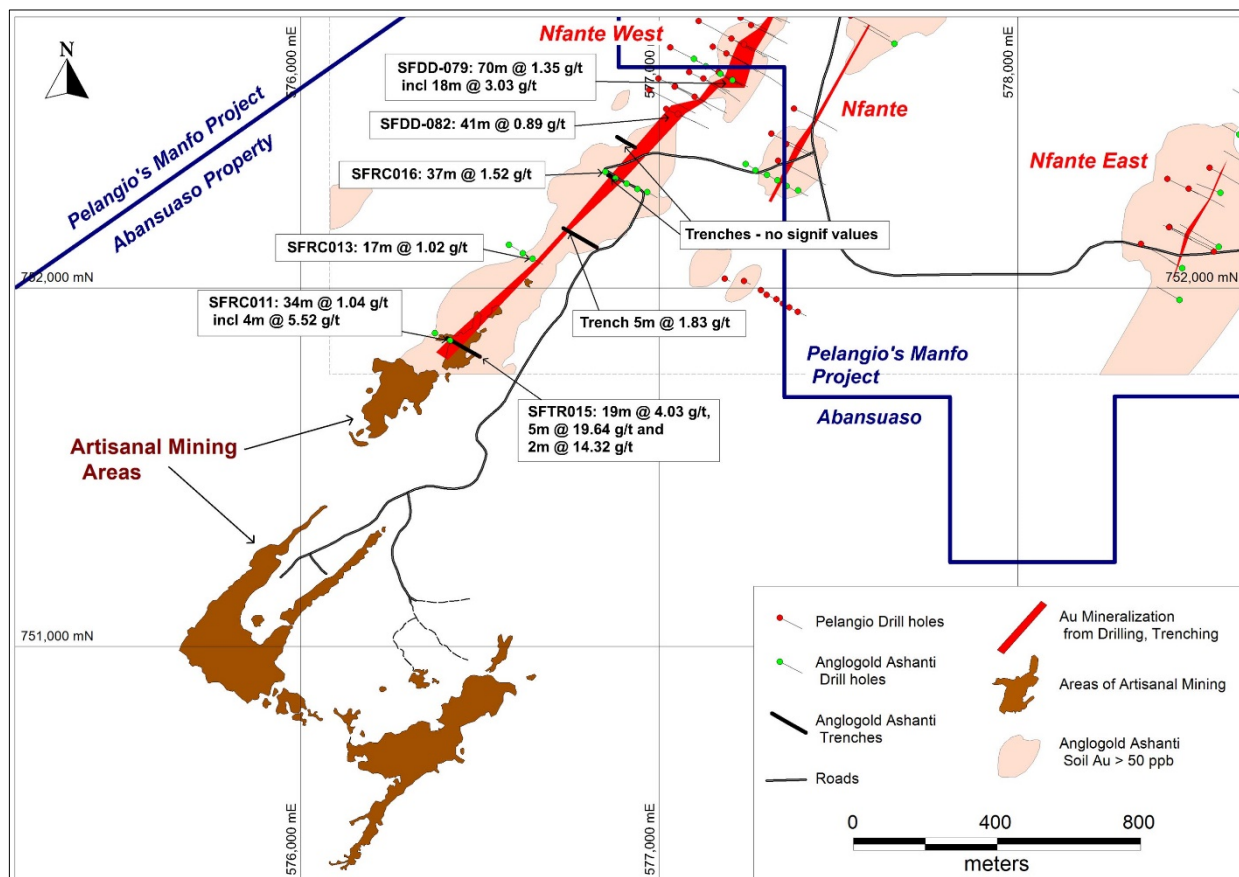 N
576,000 mE
577,000 mE
578,000 mE
Nfante West
SFDD-079: 70m @ 1.35 g/t
incl 18m @ 3.03 g/t
SFDD-082: 41m @ 0.89 g/t
Nfante
Nfante East
Pelangio's Manfo Project
Abansuaso Property
SFRC016: 37m @ 1.52 g/t
Trenches - no signif values
SFRC013: 17m @ 1.02 g/t
752,000 mN
752,000 mN
SFRC011: 34m @ 1.04 g/t
incl 4m @ 5.52 g/t
Trench 5m @ 1.83 g/t
Pelangio's Manfo
Project
Abansuaso
SFTR015: 19m @ 4.03 g/t,
5m @ 19.64 g/t and
2m @ 14.32 g/t
Artisanal Mining
Areas
751,000 mN
576,000 mE
577,000 mE
Pelangio Drill holes
Anglogold Ashanti
Drill holes
Anglogold Ashanti
Trenches
Roads
Au Mineralization
from Drilling, Trenching
Areas of Artisanal Mining
Anglogold Ashanti
Soil Au > 50 ppb
0
400
800
meters